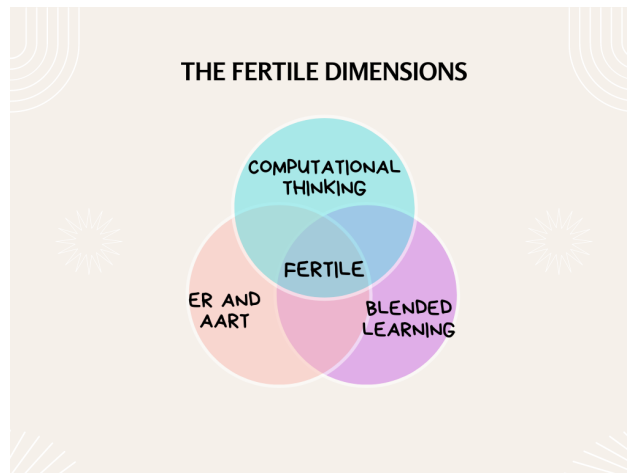 THE FERTILE DIMENSIONS
COMPUTATIONAL
THINKING
FERTILE
ER AND
AART
BLENDED
LEARNING